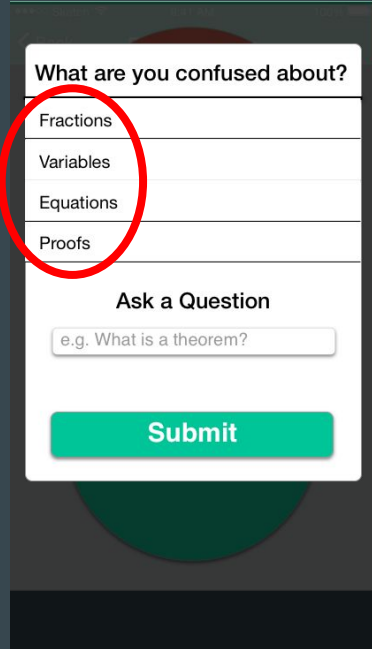 What are you confused about?
Fractions
Variables
Equations
Proofs
Ask a Question
e.g. What is a theorem?
Submit